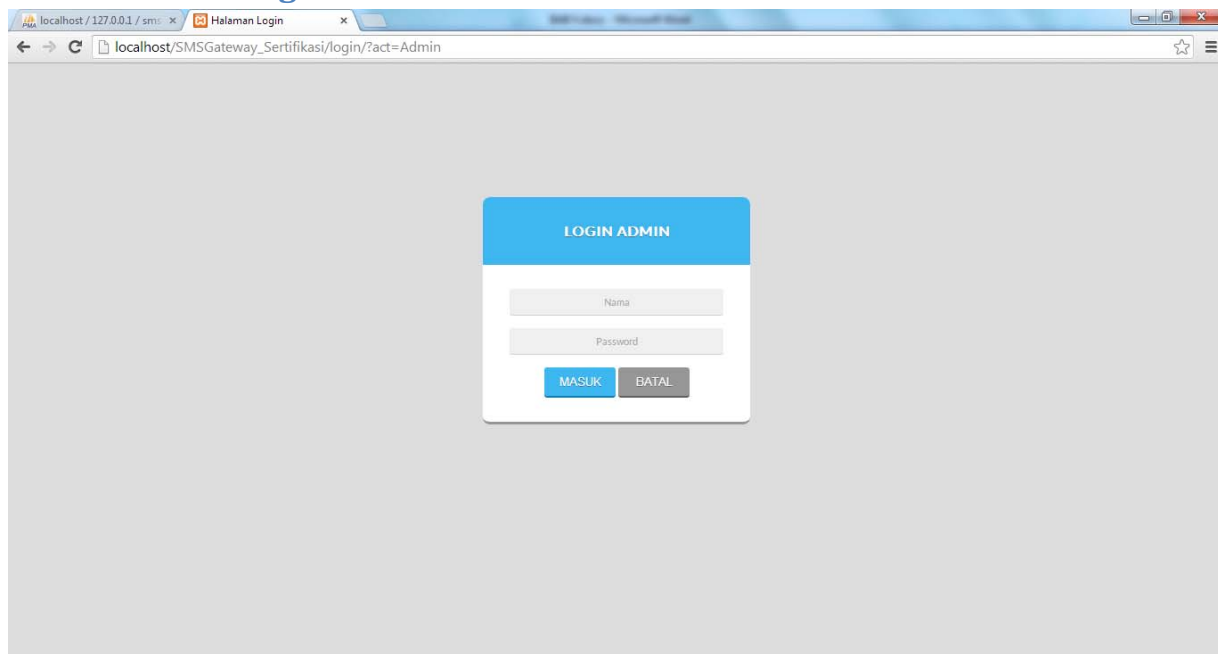 localhost / 127.0.0.1 / sms
Halaman Login
localhost/SMSGateway_Sertifikasi/login/?act=Admin
LOGIN ADMIN
Nama
Password
MASUK BATAL